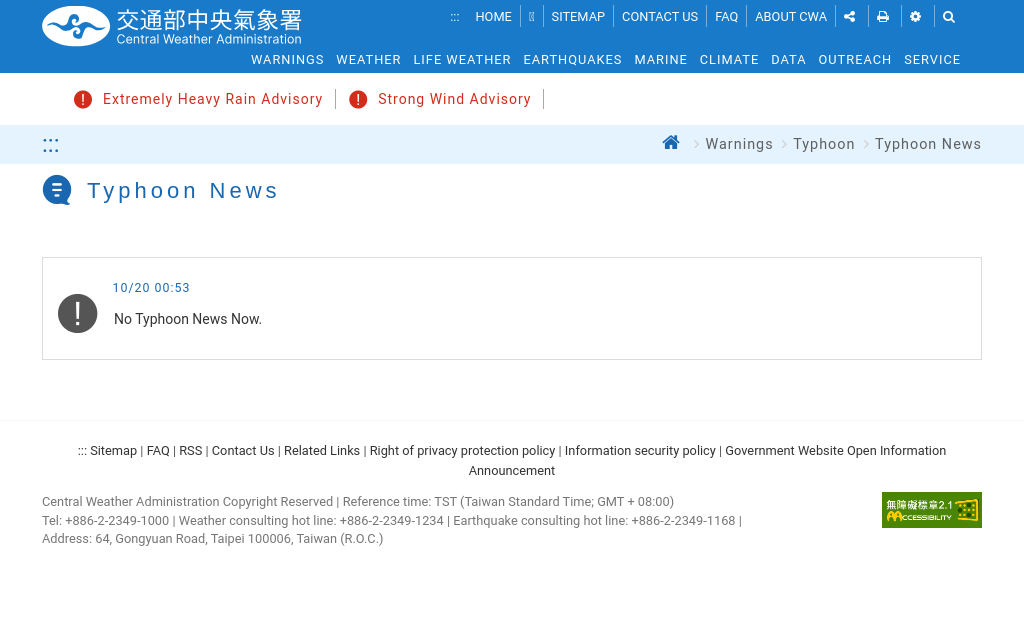 交通部中央氣象署
Central Weather Administration
::: HOME SITEMAP CONTACT US FAQ ABOUT CWA
WARNINGS WEATHER LIFE WEATHER EARTHQUAKES MARINE CLIMATE DATA OUTREACH SERVICE
Extremely Heavy Rain Advisory Strong Wind Advisory
::: Warnings Typhoon Typhoon News
Typhoon News
10/20 00:53
No Typhoon News Now.
::: Sitemap | FAQ | RSS | Contact Us | Related Links | Right of privacy protection policy | Information security policy | Government Website Open Information
Announcement
Central Weather Administration Copyright Reserved | Reference time: TST (Taiwan Standard Time; GMT + 08:00)
Tel: +886-2-2349-1000 | Weather consulting hot line: +886-2-2349-1234 | Earthquake consulting hot line: +886-2-2349-1168 |
Address: 64, Gongyuan Road, Taipei 100006, Taiwan (R.O.C.)
無障礙標章2.1
AACCESSIBILITY